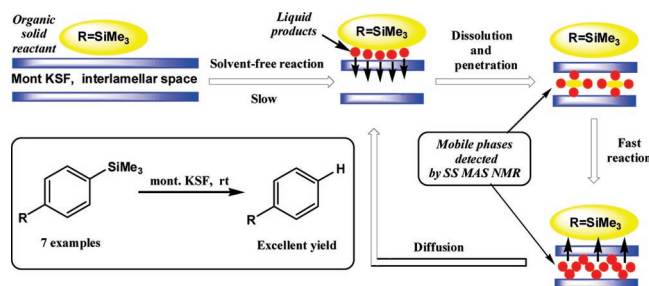 Organic
solid
reactant
R=SiMe3
Mont KSF, interlamellar space
Solvent-free reaction
Slow
Liquid
products
R=SiMe3
Dissolution
and
penetration
R=SiMe3
Mobile phases
detected
by SS MAS NMR
Fast
reaction
R=SiMe3
Diffusion
SiMe3
R
7 examples
mont. KSF, rt
H
R
Excellent yield